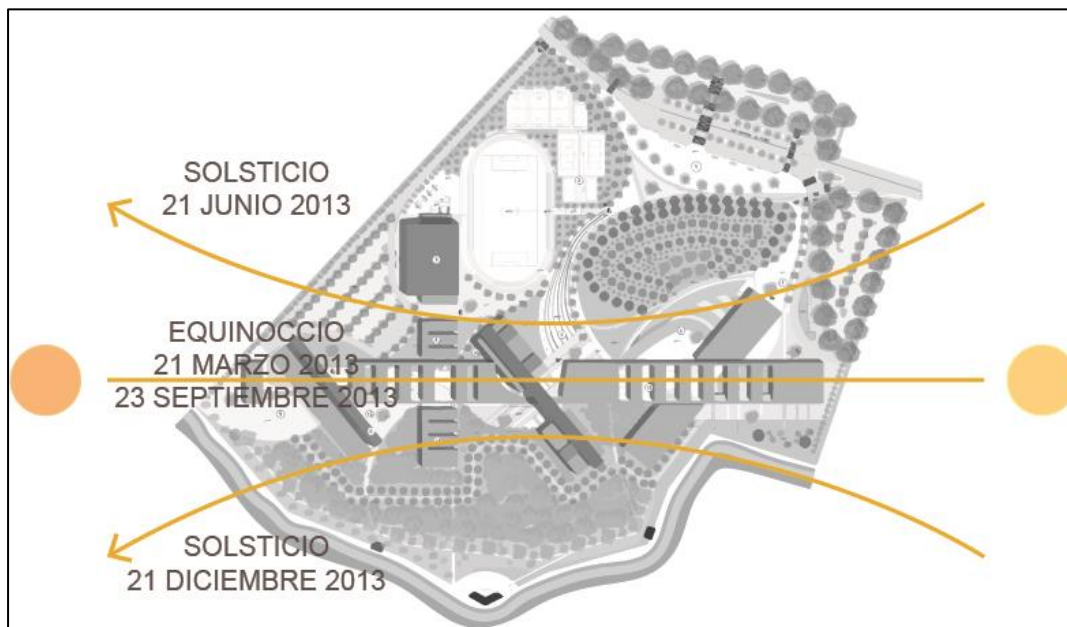 SOLSTICIO
21 JUNIO 2013
EQUINOCCIO
21 MARZO 2013
23 SEPTIEMBRE 2013
SOLSTICIO
21 DICIEMBRE 2013